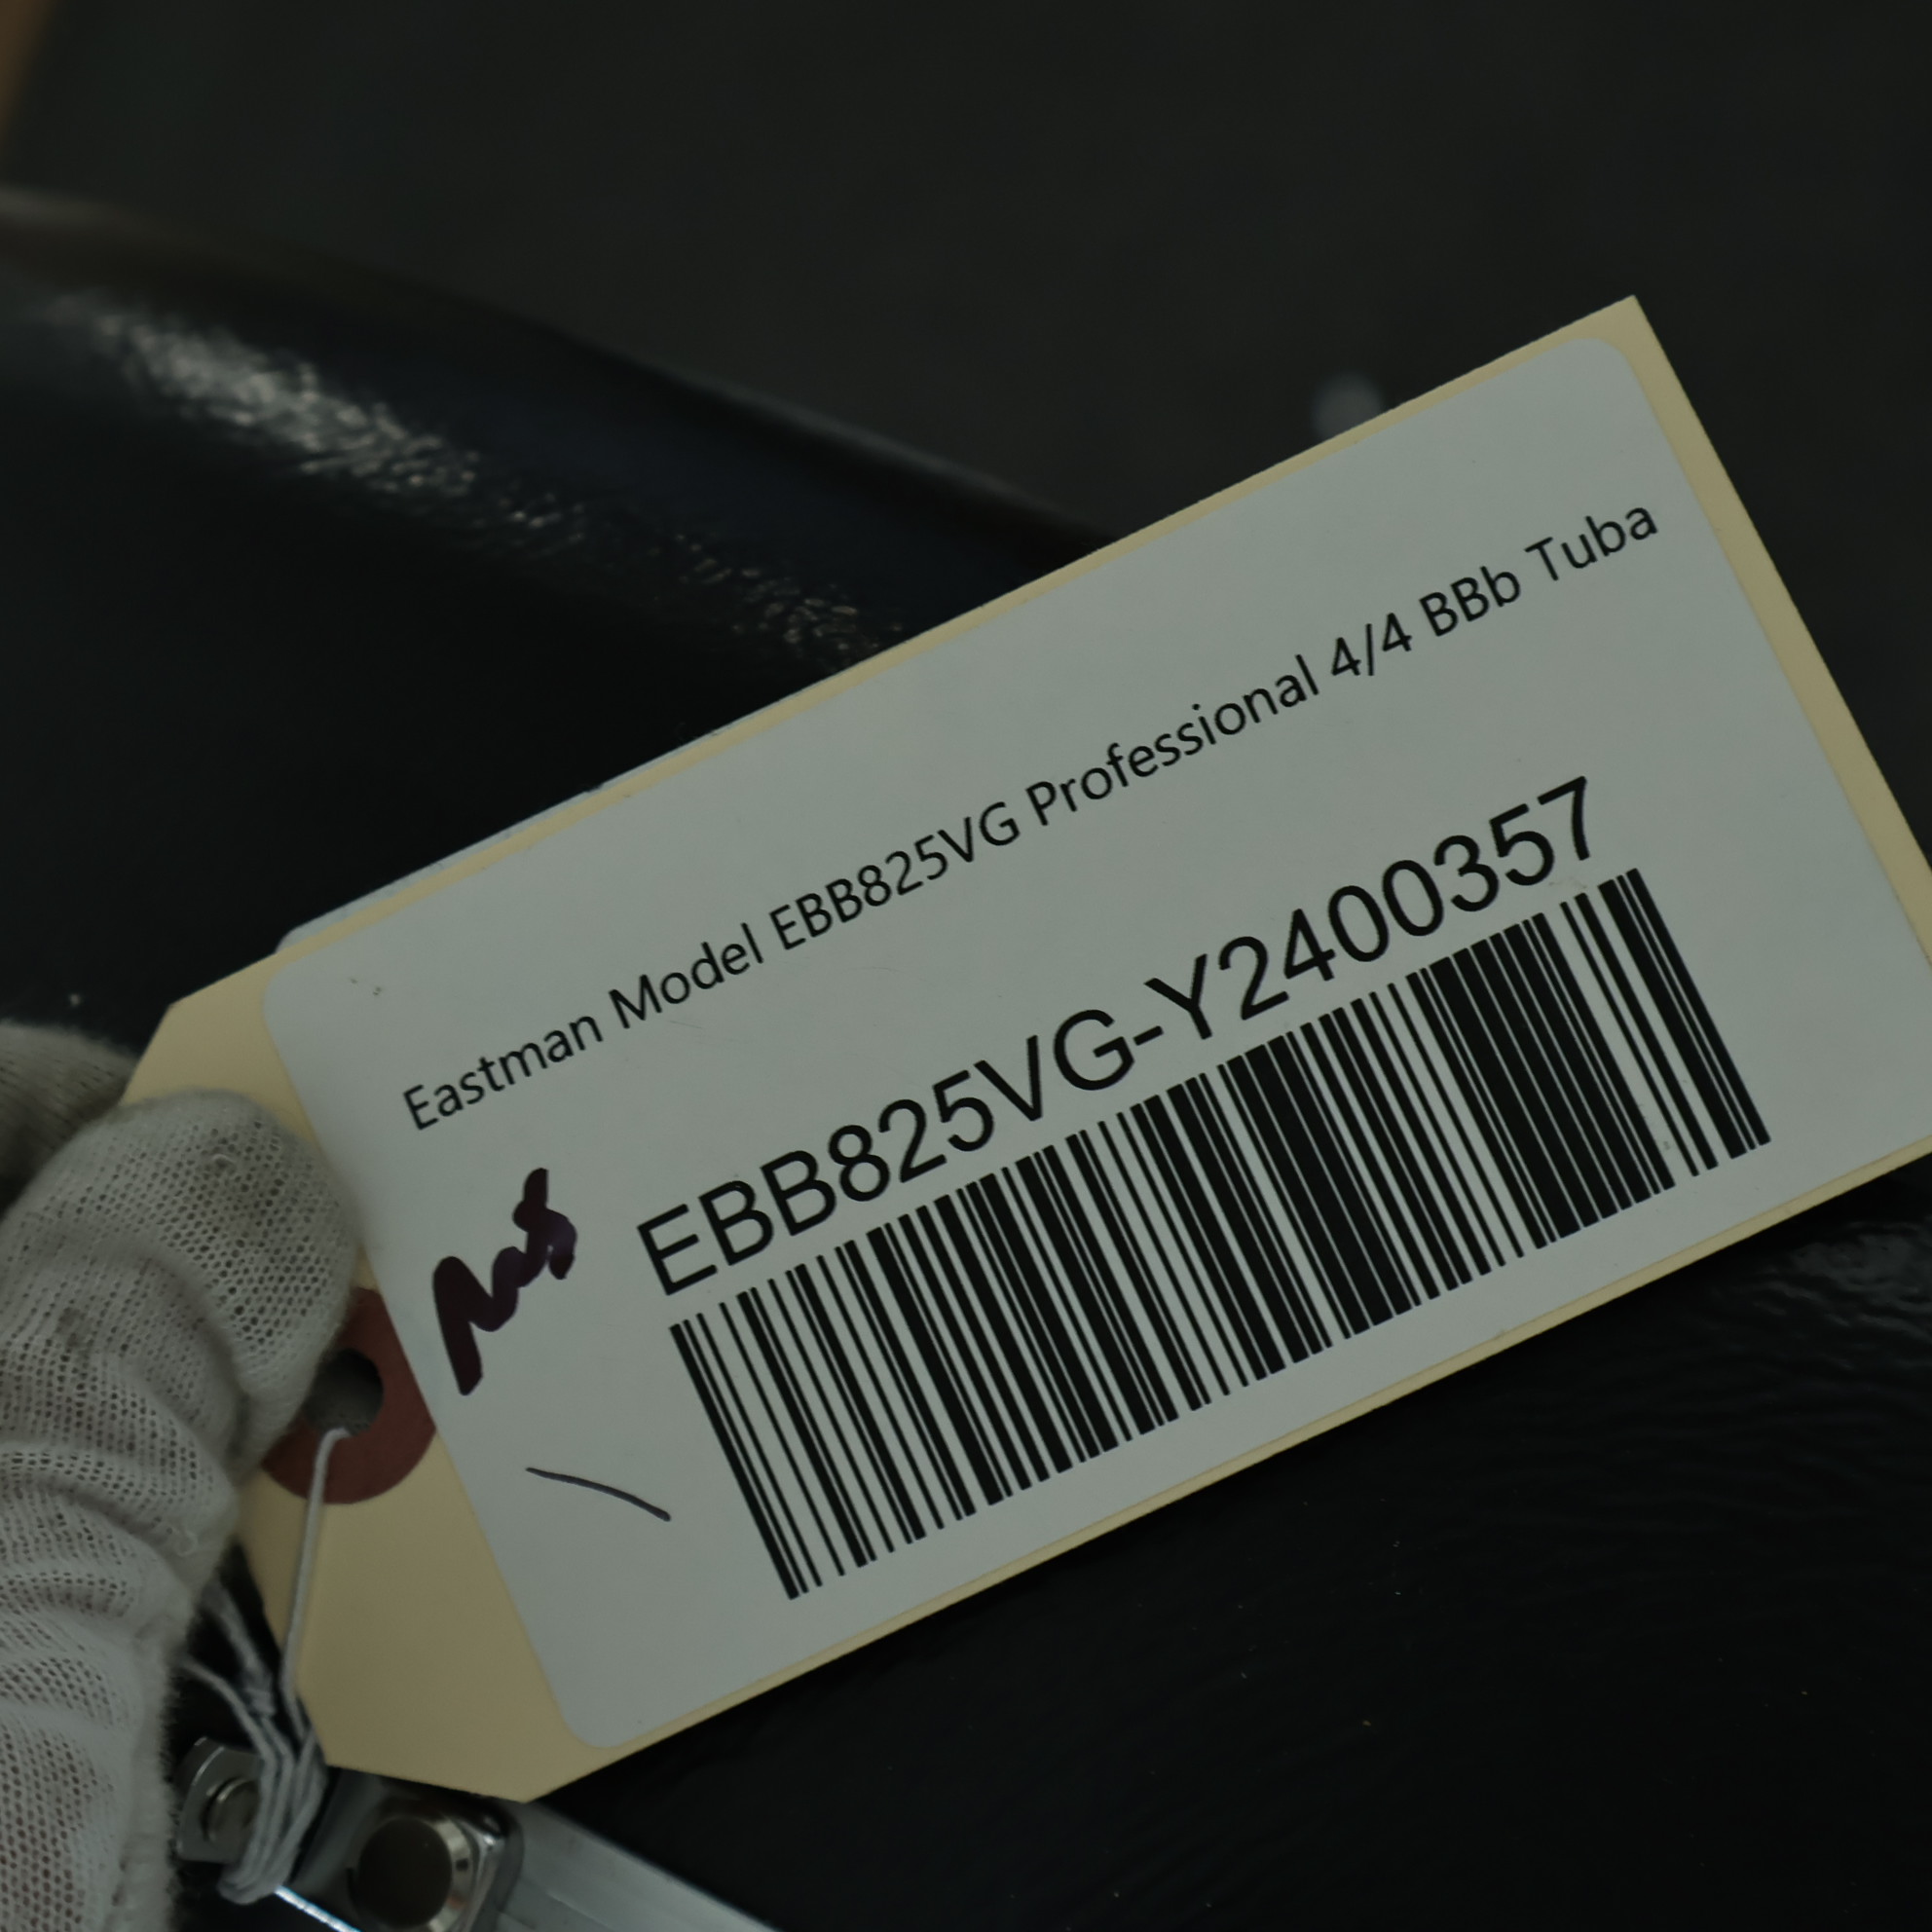 Eastman Model EBB825VG Professional 4/4 BBb Tuba
EBB825VG-Y2400357